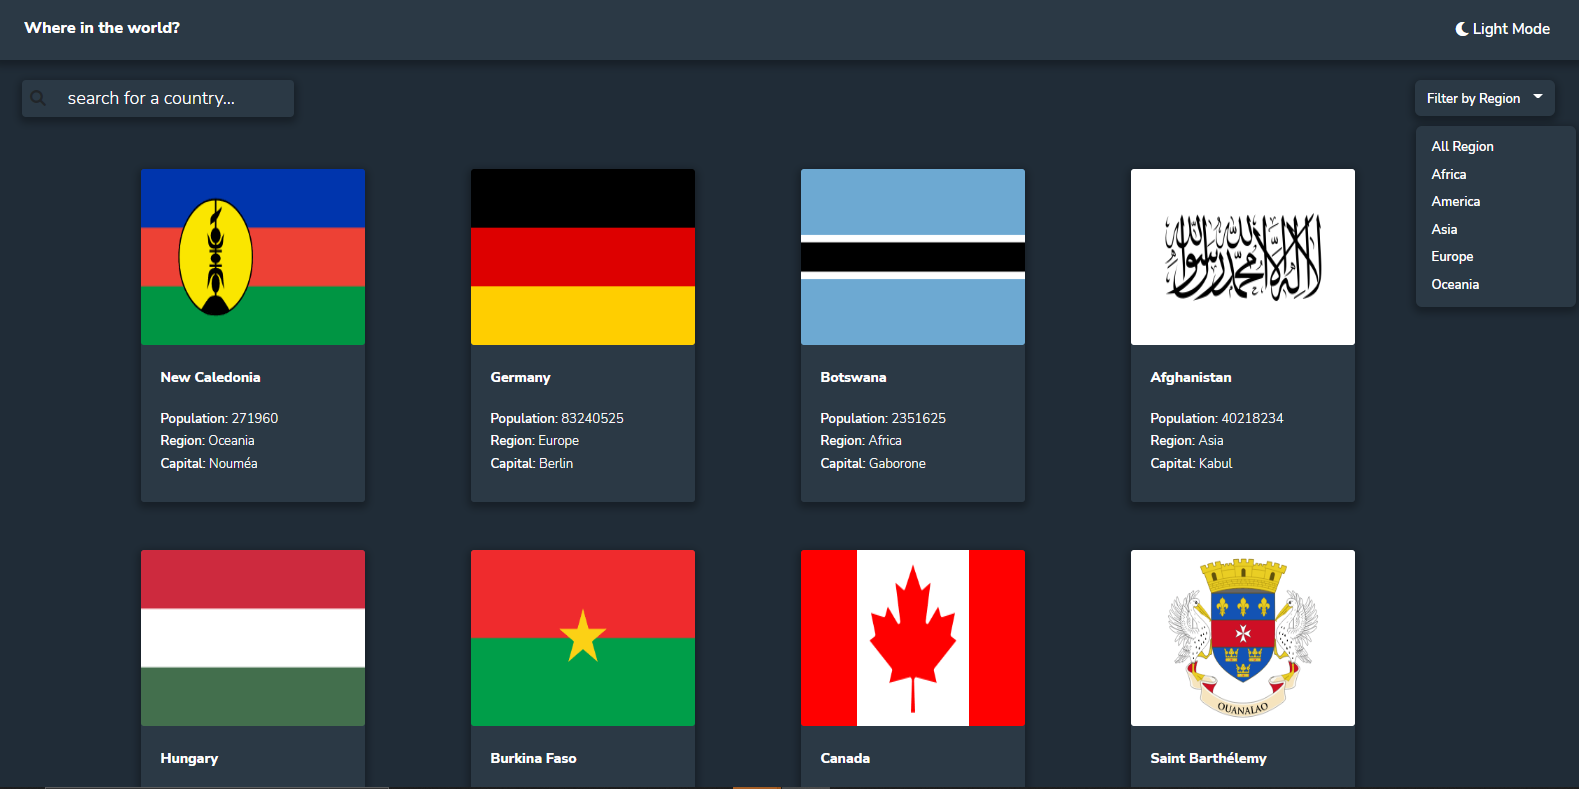 Where in the world?
Light Mode
search for a country...
Filter by Region
All Region
Africa
America
Asia
Europe
Oceania
لا إله إلا الله محمد رسول الله
New Caledonia
Population: 271960
Region: Oceania
Capital: Nouméa
Germany
Population: 83240525
Region: Europe
Capital: Berlin
Botswana
Population: 2351625
Region: Africa
Capital: Gaborone
Afghanistan
Population: 40218234
Region: Asia
Capital: Kabul
OUANALAO
Hungary
Burkina Faso
Canada
Saint Barthélemy